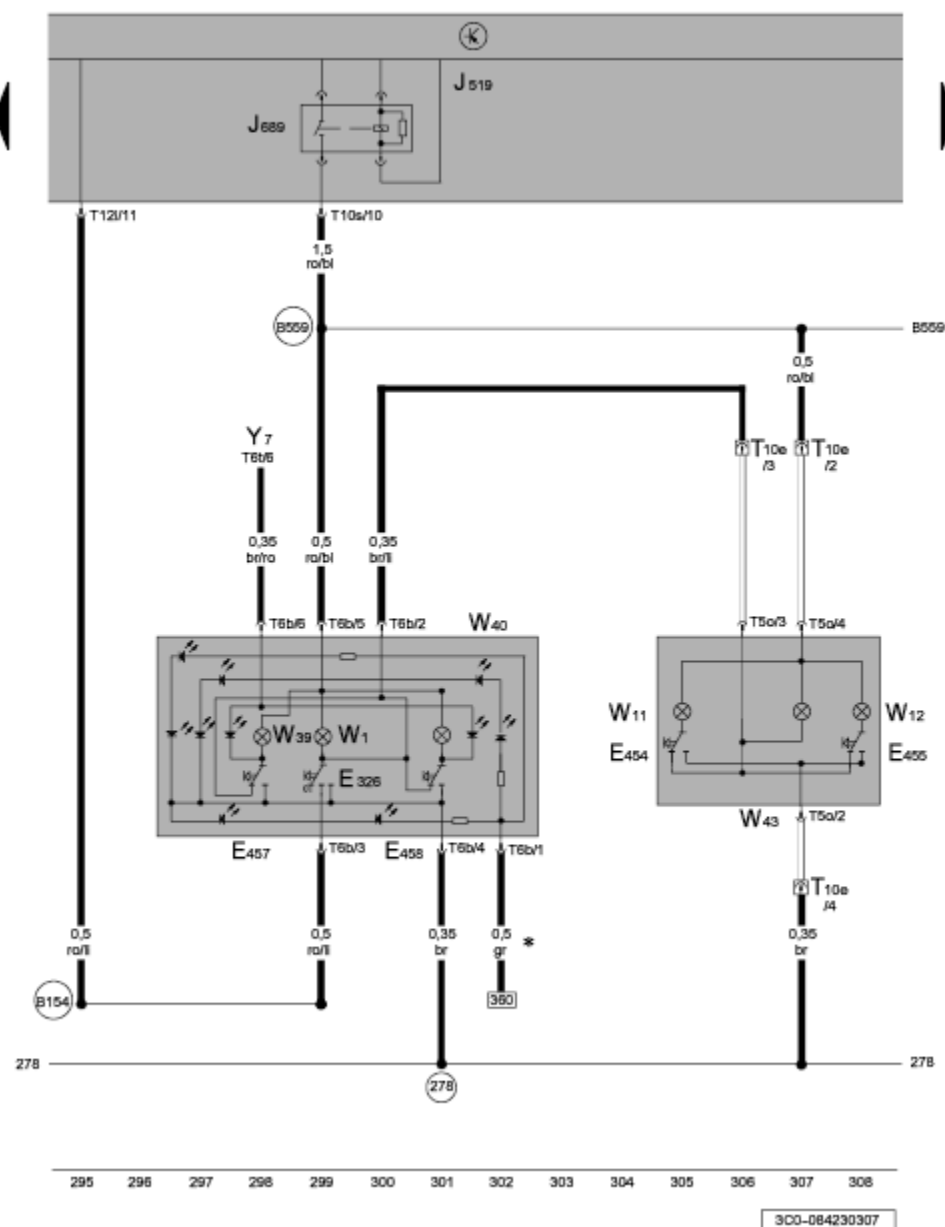 K
J 519
J689
T12l/11
T10s/10
1,5
ro/bl
B559
B559
0,5
ro/bl
Y 7
T6t/6
T10e
/3
T10e
/2
0,35
br/ro
0,5
ro/bl
0,35
br/li
T6b/6
T6b/5
T6b/2
W40
T5o/3
T5o/4
W11
W12
W39
W1
E454
E455
E326
W43
T5o/2
E457
T6b/3
E458
T6b/4
T6b/1
T10e
/4
0,5
ro/li
0,5
ro/li
0,35
br
0,5
gr
*
0,35
br
B154
360
278
278
278
295 296 297 298 299 300 301 302 303 304 305 306 307 308
3C0-084230307